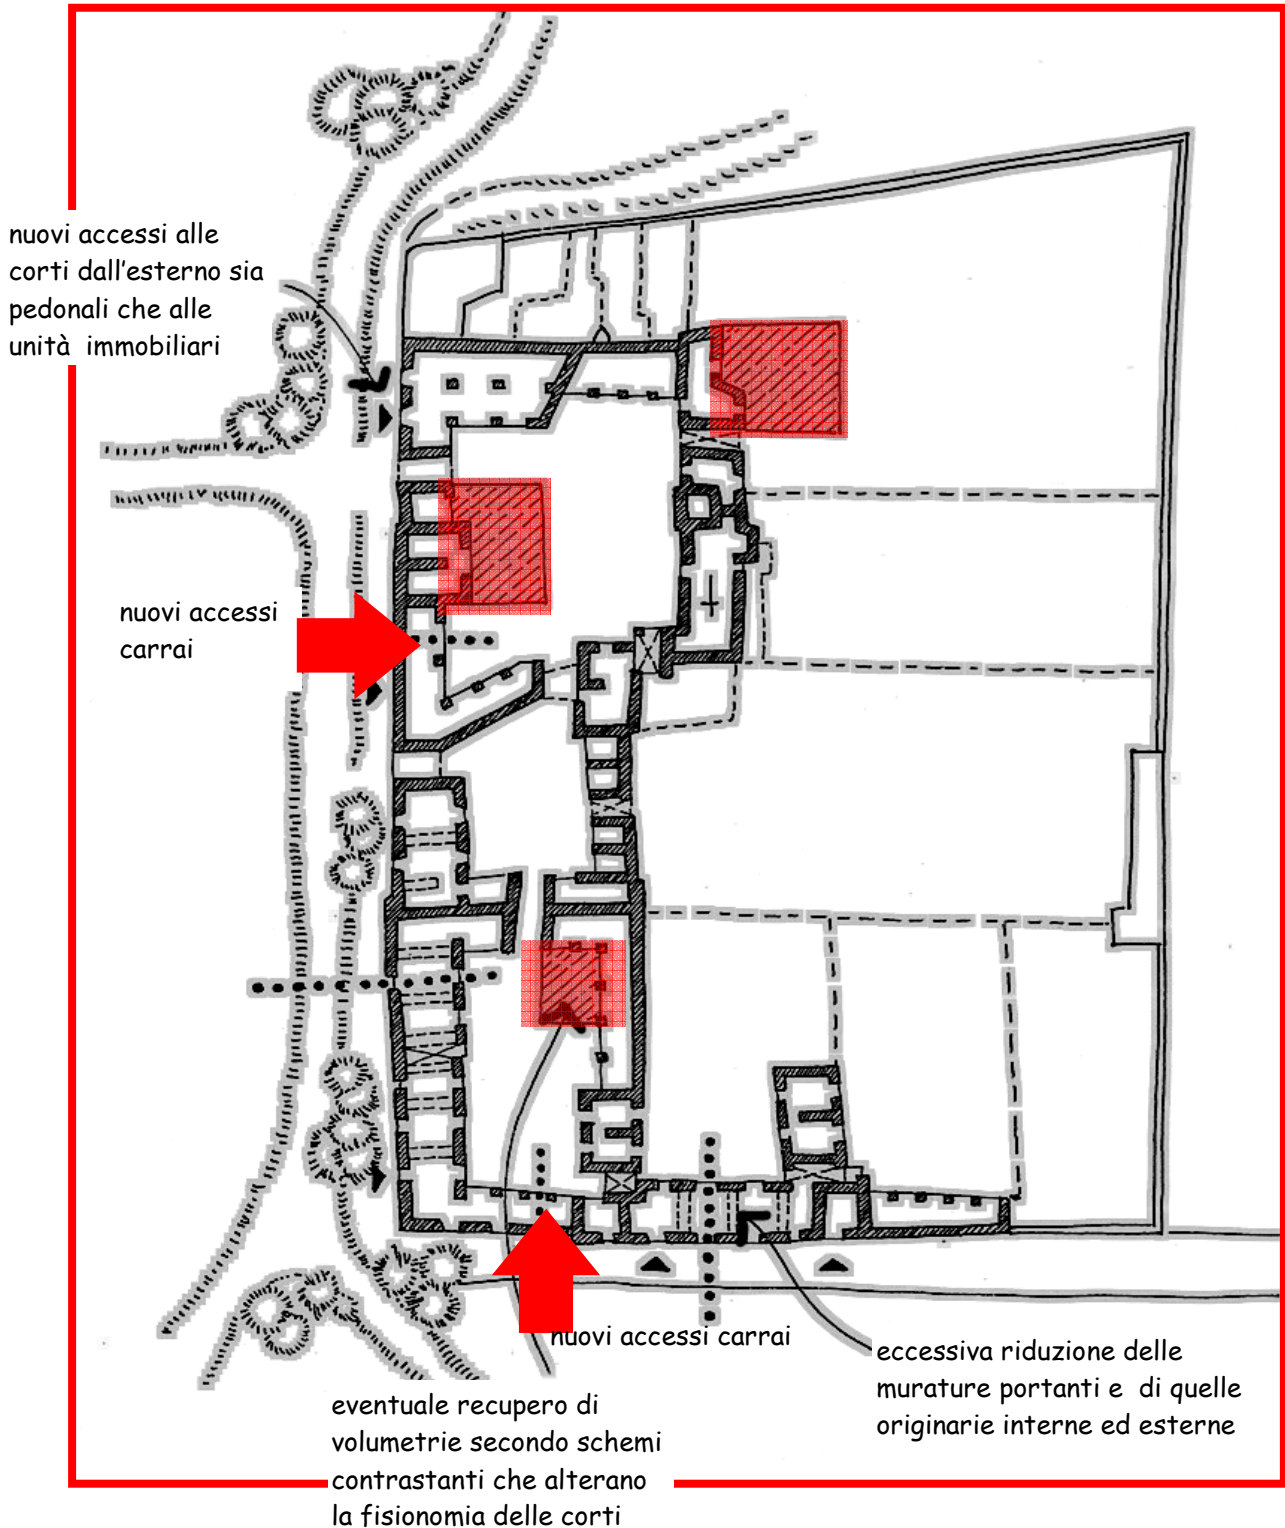 nuovi accessi alle
corti dall'esterno sia
pedonali che alle
unità immobiliari
nuovi accessi
carrai
nuovi accessi carrai
eccessiva riduzione delle
murature portanti e di quelle
originarie interne ed esterne
eventuale recupero di
volumetrie secondo schemi
contrastanti che alterano
la fisionomia delle corti